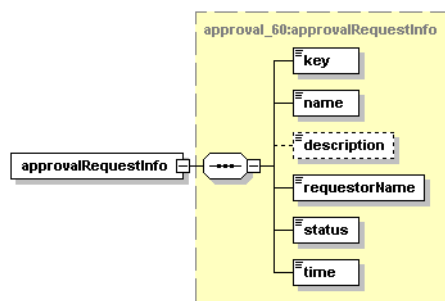 approval_60:approvalRequestInfo
key
name
description
approvalRequestInfo
requestorName
status
time